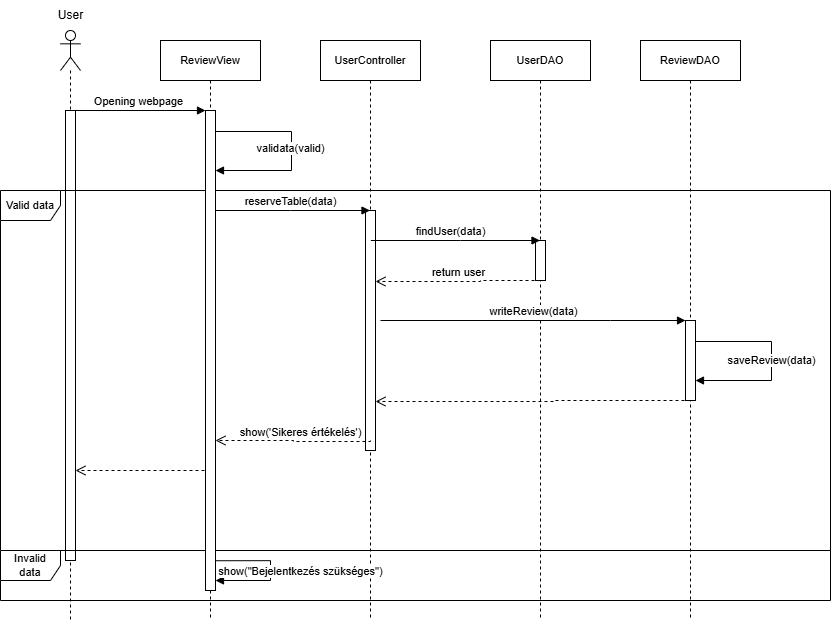 User
ReviewView
UserController
UserDAO
ReviewDAO
Opening webpage
validata(valid)
Valid data
reserveTable(data)
findUser(data)
return user
writeReview(data)
saveReview(data)
show('Sikeres értékelés')
Invalid
data
show("Bejelentkezés szükséges")